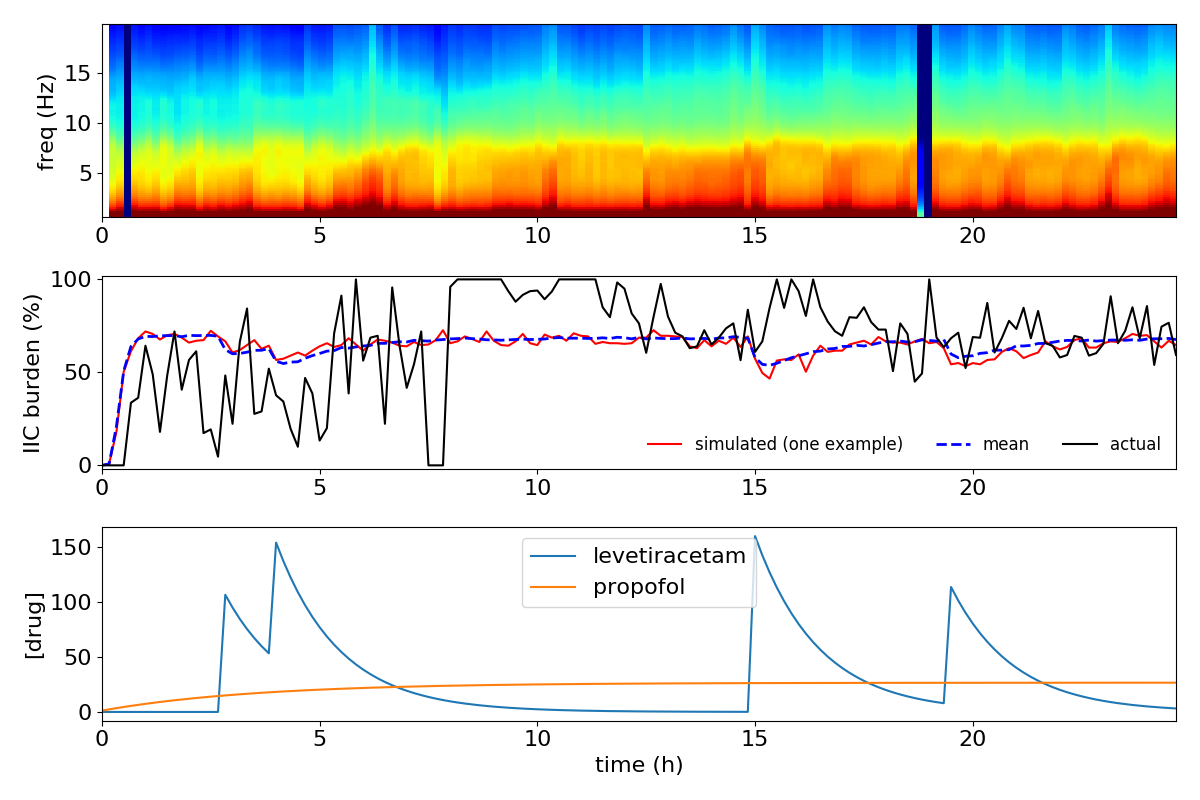 freq (Hz)
15
10
5
0 5 10 15 20
IIC burden (%)
100
50
0
simulated (one example) mean actual
0 5 10 15 20
[drug]
150
100
50
0
levetiracetam
propofol
0 5 10 15 20
time (h)